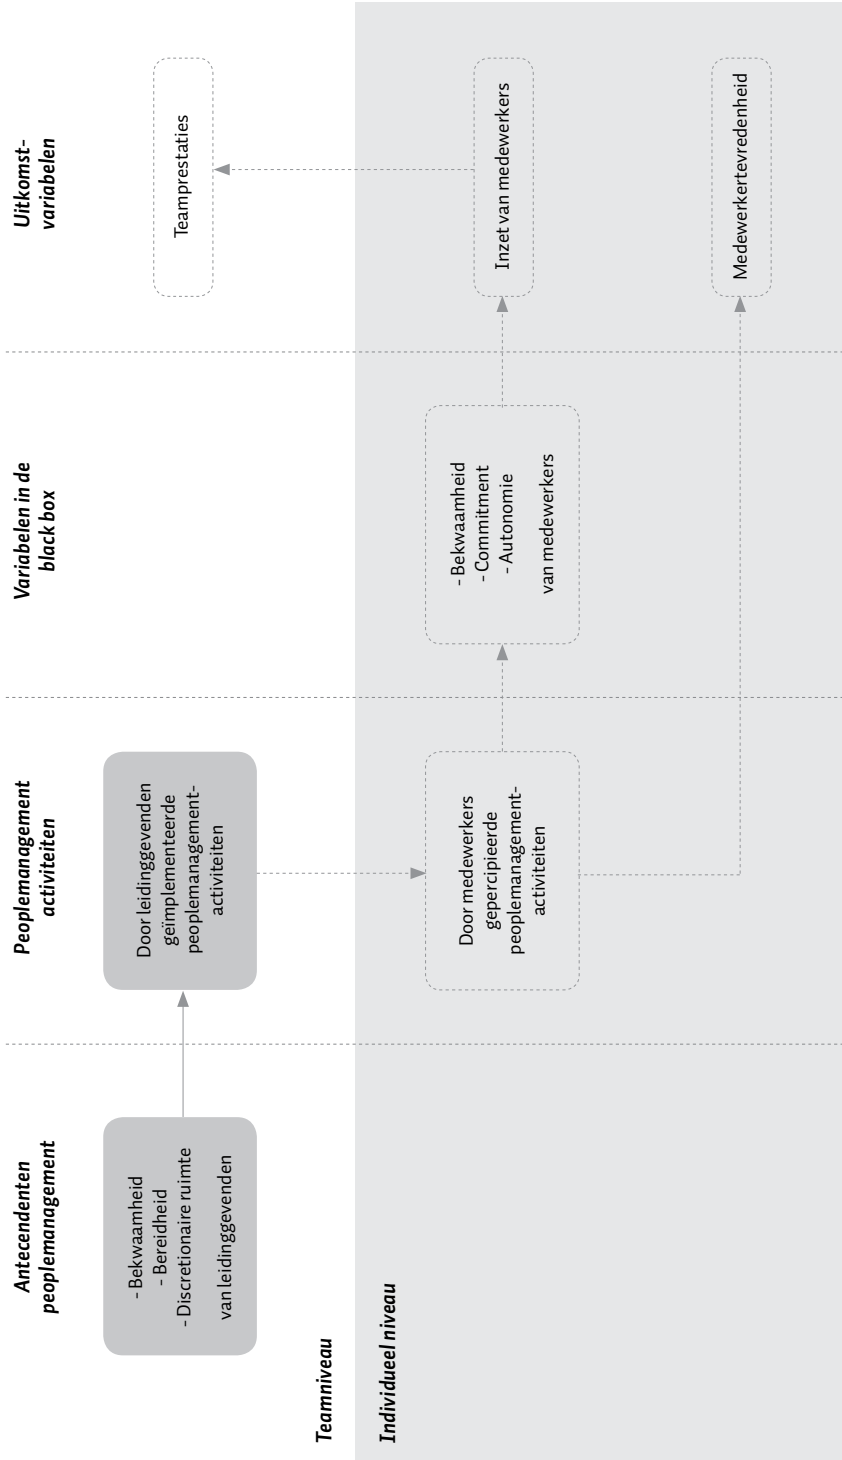 Antecendenten
peoplemanagement
Peoplemanagement
activiteiten
Variabelen in de
black box
Uitkomst-
variabelen
- Bekwaamheid
- Bereidheid
- Discretionaire ruimte
van leidinggevenden
Door leidinggevenden
geïmplementeerde
peoplemanagement-
activiteiten
Teamprestaties
Teamniveau
Individueel niveau
Door medewerkers
gepercipieerde
peoplemanagement-
activiteiten
- Bekwaamheid
- Commitment
- Autonomie
van medewerkers
Inzet van medewerkers
Medewerkertevredenheid